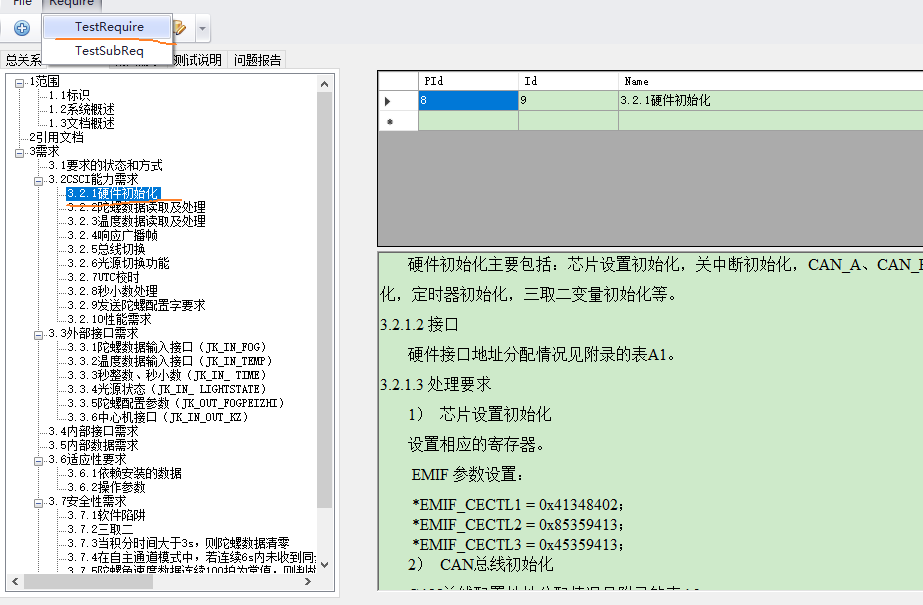 File Require
TestRequire
TestSubReq
总关系
测试说明 问题报告
1范围
1.1标识
1.2系统概述
1.3文档概述
2引用文档
3需求
3.1要求的状态和方式
3.2CSCI能力需求
3.2.1硬件初始化
3.2.2陀螺数据读取及处理
3.2.3温度数据读取及处理
3.2.4响应广播帧
3.2.5总线切换
3.2.6光源切换功能
3.2.7UTC校时
3.2.8秒小数处理
3.2.9发送陀螺配置字要求
3.2.10性能需求
3.3外部接口需求
3.3.1陀螺数据输入接口（JK_IN_FOG）
3.3.2温度数据输入接口（JK_IN_TEMP）
3.3.3秒整数、秒小数（JK_IN_ TIME）
3.3.4光源状态（JK_IN_ LIGHTSTATE）
3.3.5陀螺配置参数（JK_OUT_FOGPEIZHI）
3.3.6中心机接口（JK_IN_OUT_KZ）
3.4内部接口需求
3.5内部数据需求
3.6适应性要求
3.6.1依赖安装的数据
3.6.2操作参数
3.7安全性需求
3.7.1软件陷阱
3.7.2三取二
3.7.3当积分时间大于3s，则陀螺数据清零
3.7.4在自主通道模式中，若连续6s内未收到同
3.7.5陀螺角速度数据连续100拍为常值，则判故
PId Id Name
8 9 3.2.1硬件初始化
硬件初始化主要包括：芯片设置初始化，关中断初始化，CAN_A、CAN_
化，定时器初始化，三取二变量初始化等。
3.2.1.2 接口
硬件接口地址分配情况见附录的表A1。
3.2.1.3 处理要求
1） 芯片设置初始化
设置相应的寄存器。
EMIF 参数设置：
*EMIF_CECTL1 = 0x41348402；
*EMIF_CECTL2 = 0x85359413；
*EMIF_CECTL3 = 0x45359413；
2） CAN总线初始化